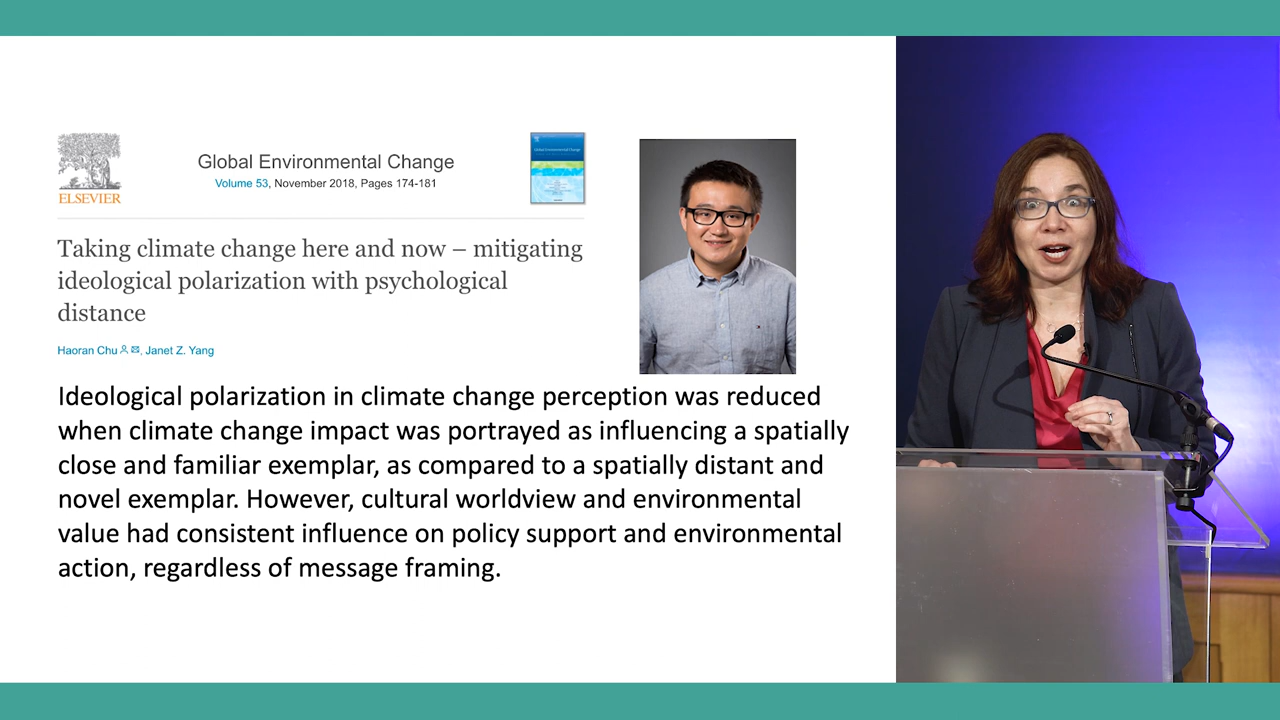 ELSEVIER
Global Environmental Change
Volume 53, November 2018, Pages 174-181
Taking climate change here and now – mitigating
ideological polarization with psychological
distance
Haoran Chu, Janet Z. Yang
Ideological polarization in climate change perception was reduced
when climate change impact was portrayed as influencing a spatially
close and familiar exemplar, as compared to a spatially distant and
novel exemplar. However, cultural worldview and environmental
value had consistent influence on policy support and environmental
action, regardless of message framing.